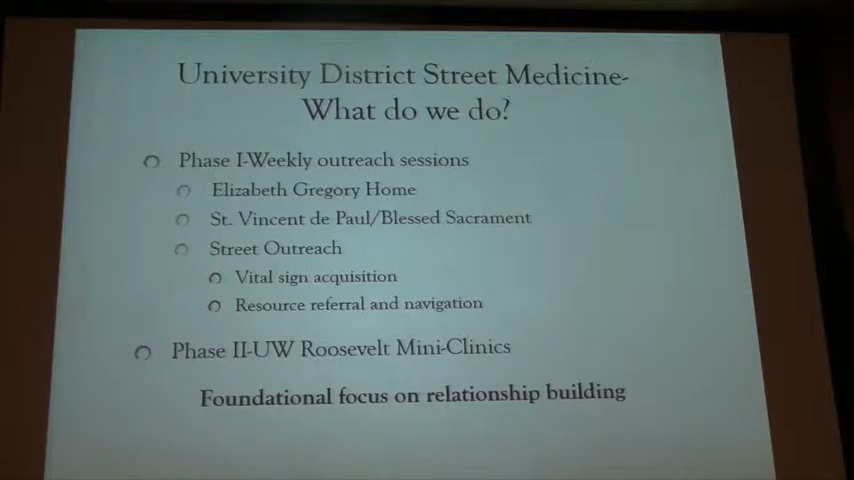 University District Street Medicine-
What do we do?
Phase I-Weekly outreach sessions
Elizabeth Gregory Home
St. Vincent de Paul/Blessed Sacrament
Street Outreach
Vital sign acquisition
Resource referral and navigation
Phase II-UW Roosevelt Mini-Clinics
Foundational focus on relationship building